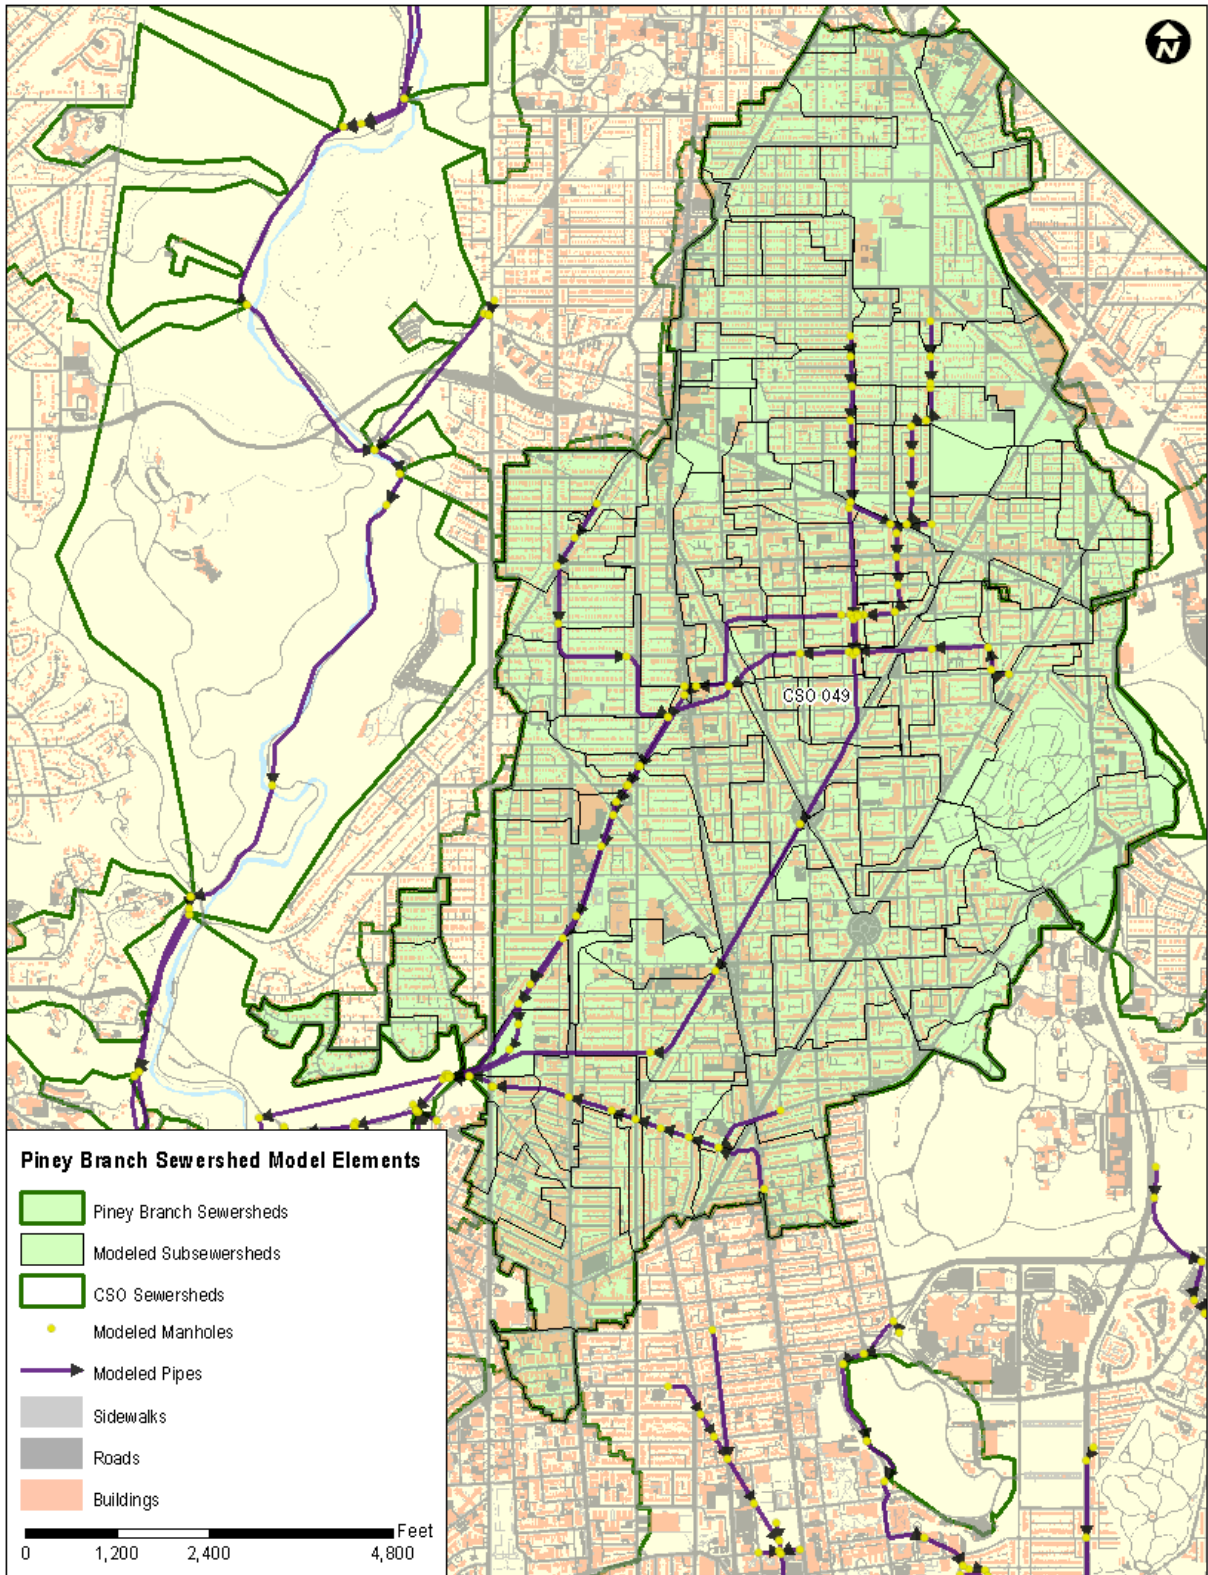 N
CSO 049
Piney Branch Sewershed Model Elements
Piney Branch Sewersheds
Modeled Subsewersheds
CSO Sewersheds
Modeled Manholes
Modeled Pipes
Sidewalks
Roads
Buildings
Feet
0 1,200 2,400 4,800